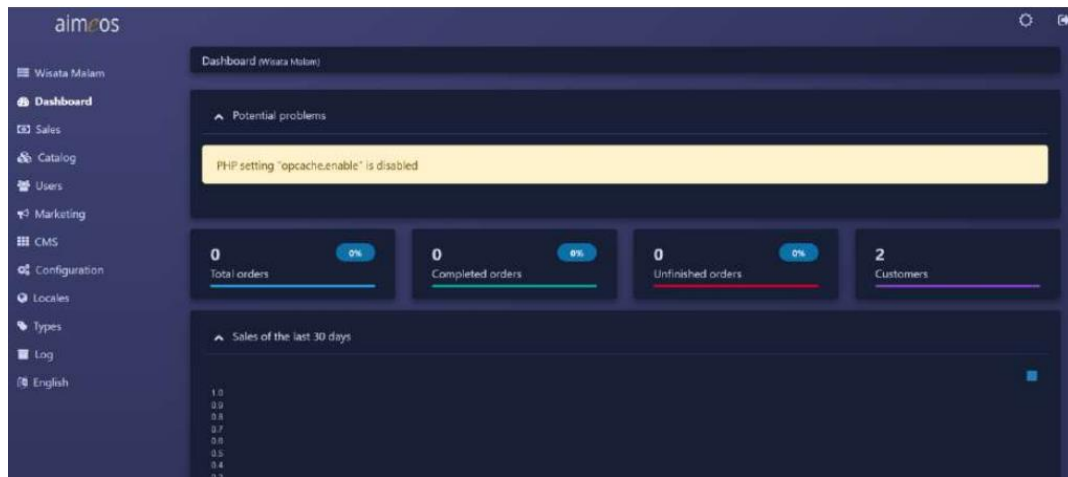 aimeos
Wisata Malam
Dashboard
Sales
Catalog
Users
Marketing
CMS
Configuration
Locales
Types
Log
English
Dashboard (Wisata Malam)
Potential problems
PHP setting "opcache.enable" is disabled
0 0%
Total orders
0 0%
Completed orders
0 0%
Unfinished orders
2
Customers
Sales of the last 30 days
1.0
0.9
0.8
0.7
0.6
0.5
0.4